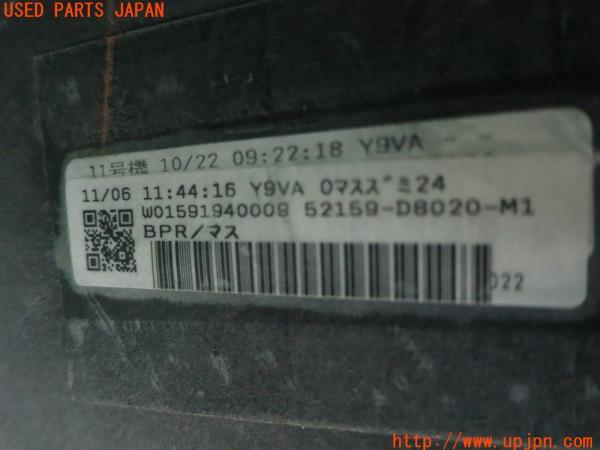 USED PARTS JAPAN
11号機 10/22 09:22:18 Y9VA
11/06 11:44:16 Y9VA 0マスズミ24
W01591940009 52159-D8020-M1
BPR/マス
022
http://www.upjpn.com/